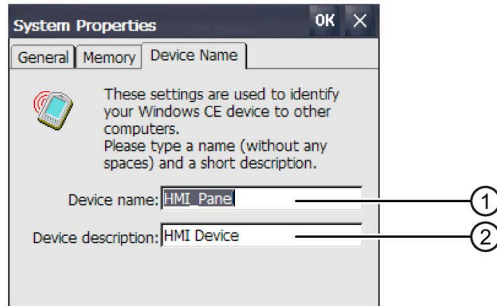 System Properties OK ×
General Memory Device Name
These settings are used to identify
your Windows CE device to other
computers.
Please type a name (without any
spaces) and a short description.
Device name: HMI_Panel 1
Device description: HMI Device 2